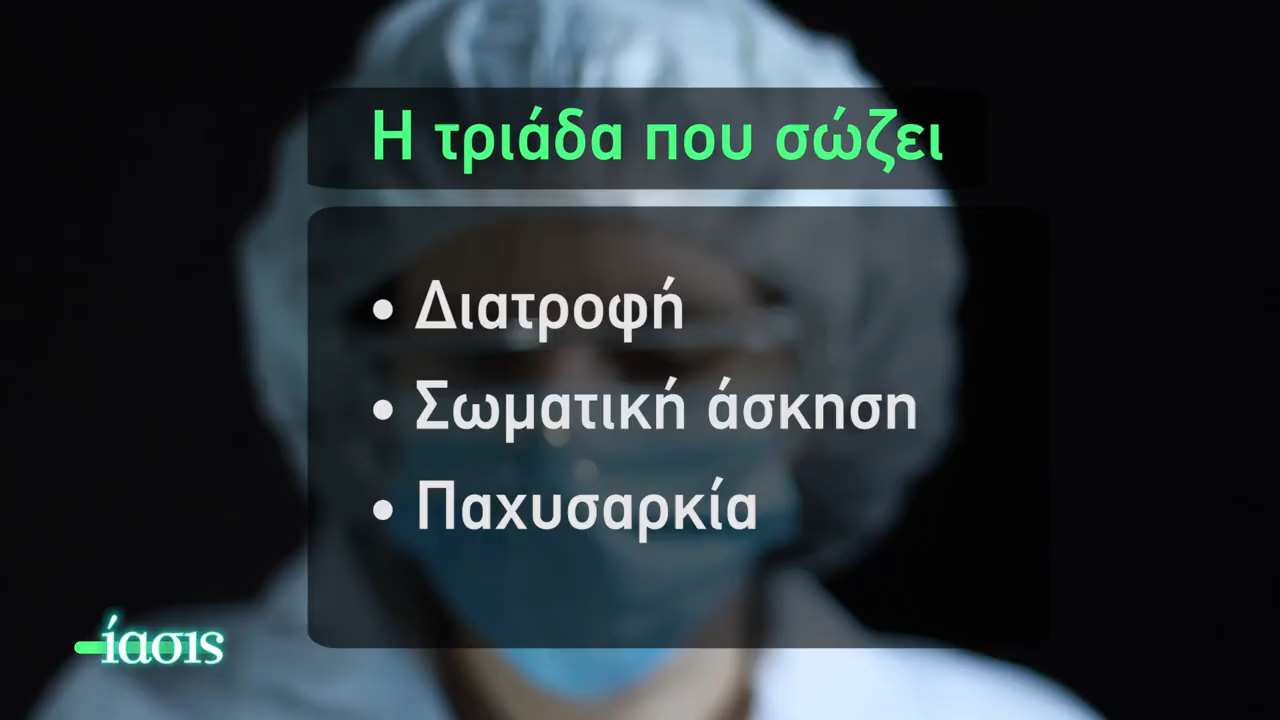 Η τριάδα που σώζει
• Διατροφή
• Σωματική άσκηση
• Παχυσαρκία
ίασις